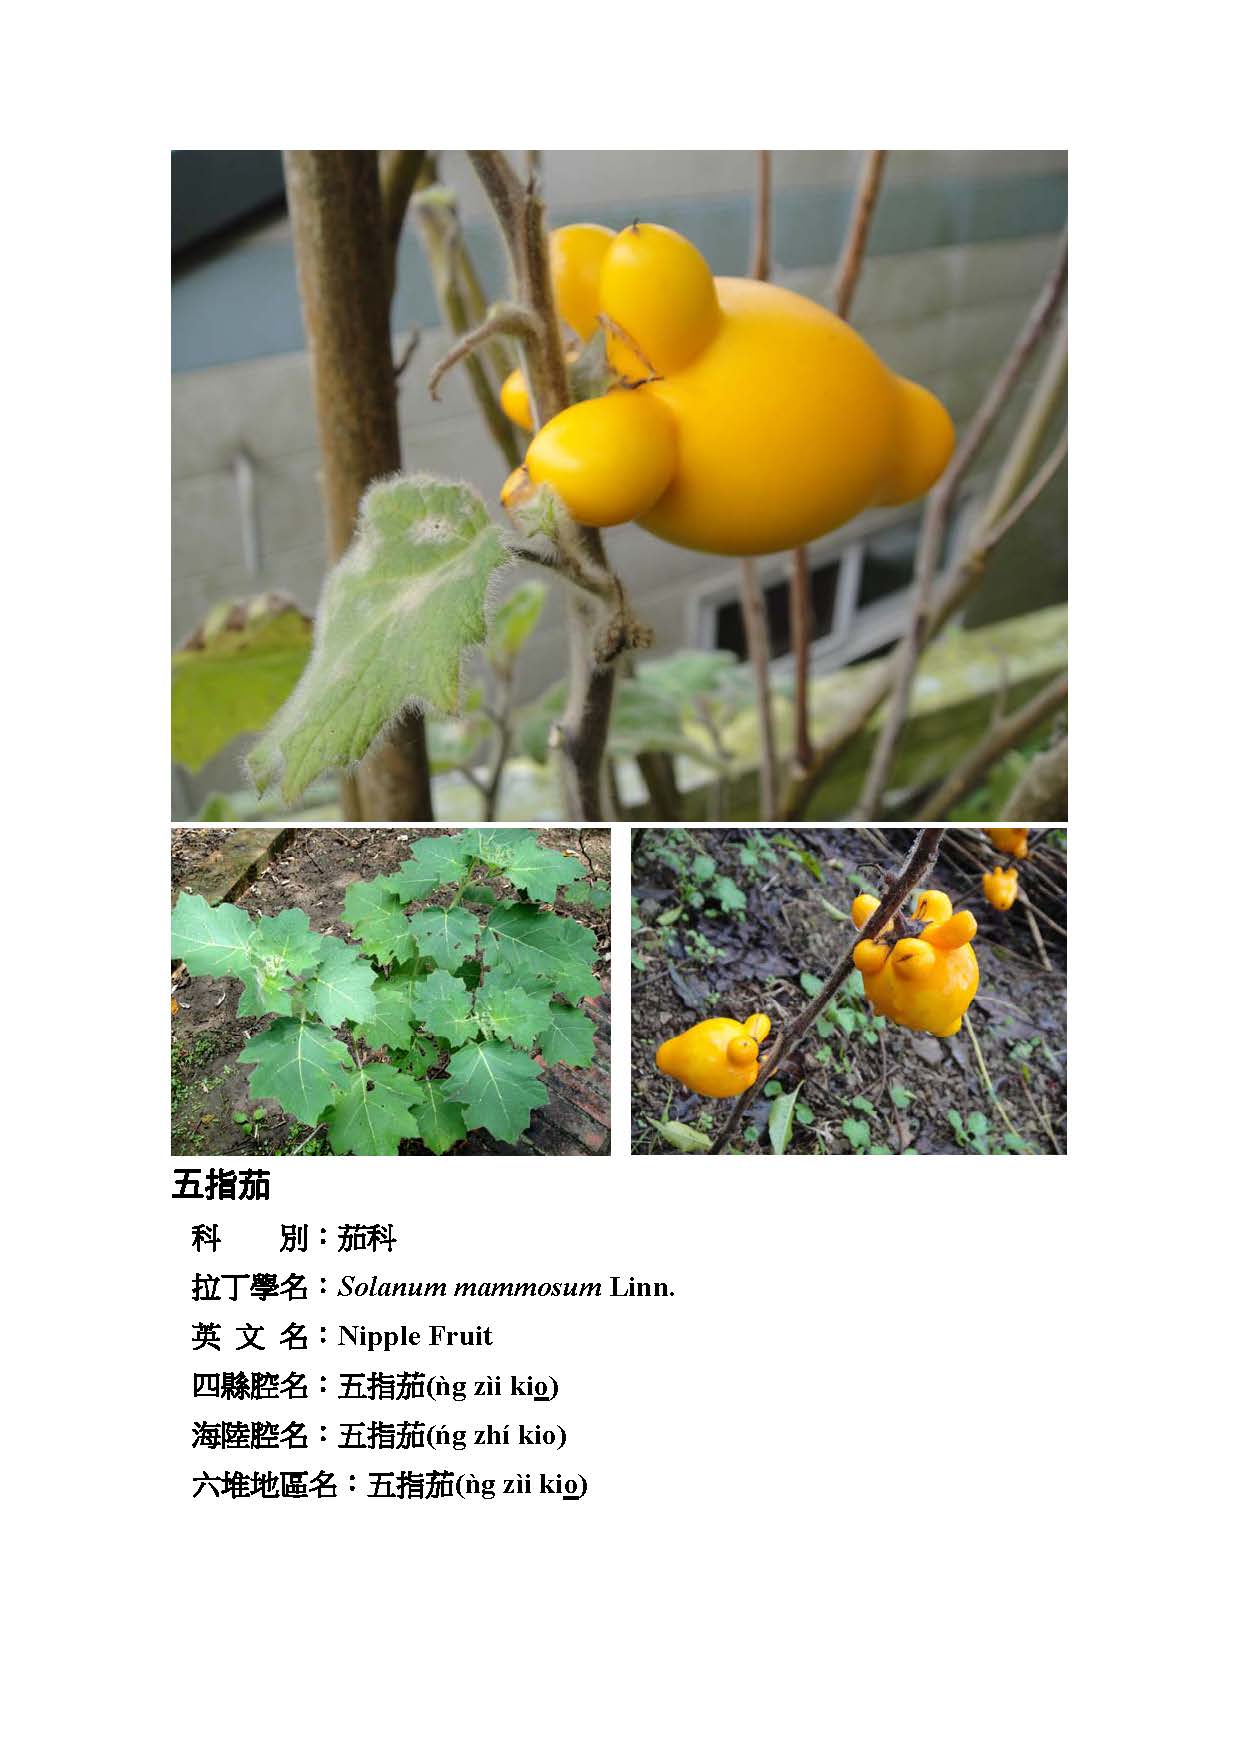 五指茄
科　　別：茄科
拉丁學名：Solanum mammosum Linn.
英 文 名：Nipple Fruit
四縣腔名：五指茄(ǹg zìi kio̲)
海陸腔名：五指茄(ńg zhí kio)
六堆地區名：五指茄(ǹg zìi kio̲)